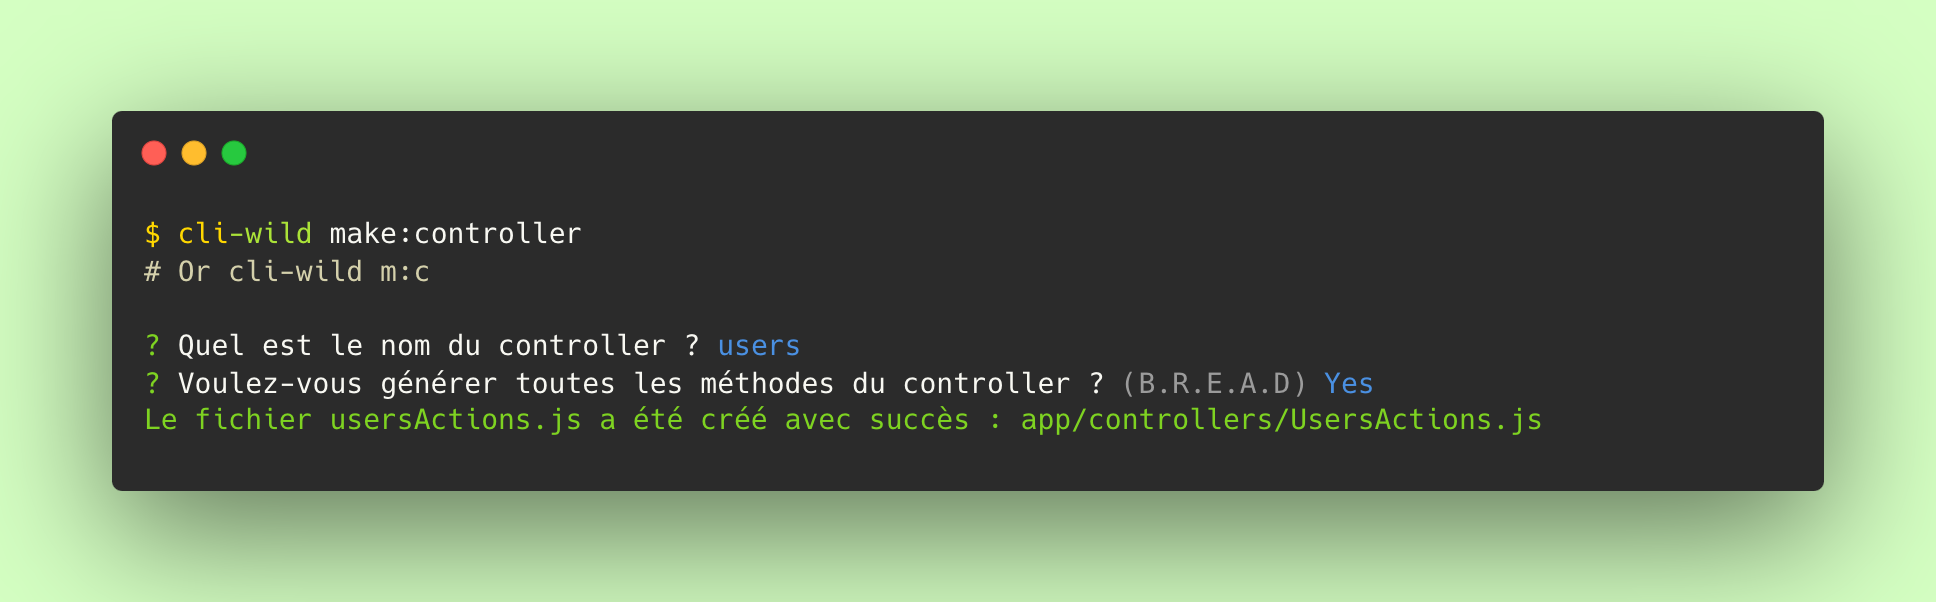 $ cli-wild make:controller
# Or cli-wild m:c
? Quel est le nom du controller ? users
? Voulez-vous générer toutes les méthodes du controller ? (B.R.E.A.D) Yes
Le fichier usersActions.js a été créé avec succès : app/controllers/UsersActions.js